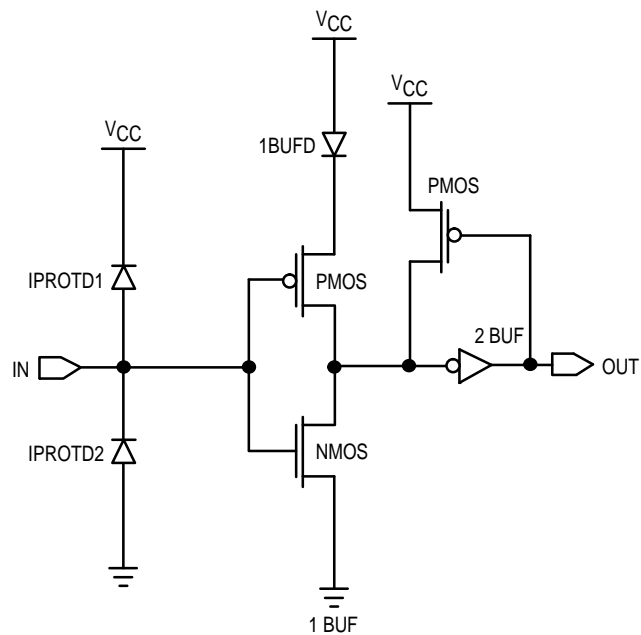 VCC
VCC
VCC
1BUFD
PMOS
IPROTD1
PMOS
2 BUF
IN
OUT
IPROTD2
NMOS
1 BUF